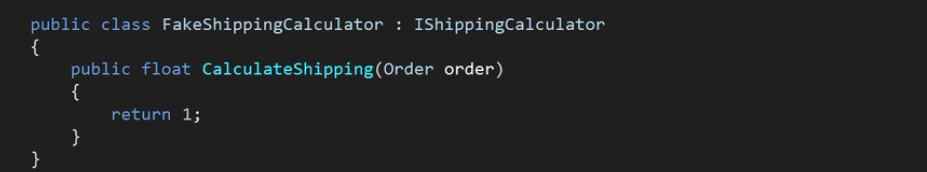 public class FakeShippingCalculator : IShippingCalculator
{
    public float CalculateShipping(Order order)
    {
        return 1;
    }
}